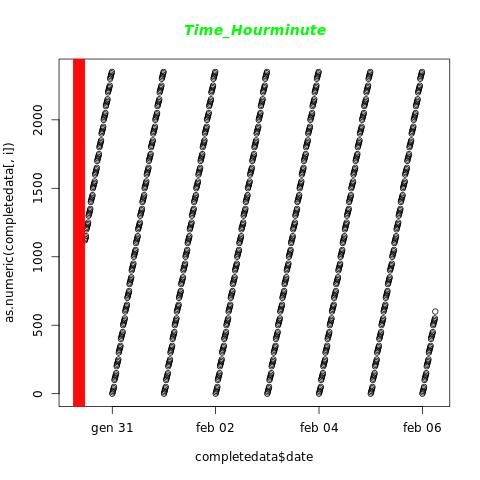 Time_Hourminute
as.numeric(completedata[, i])
2000
1500
1000
500
0
gen 31
feb 02
feb 04
feb 06
completedata$date